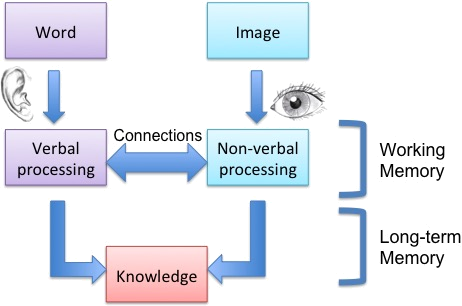 Word
Image
Connections
Verbal
processing
Non-verbal
processing
Working
Memory
Long-term
Memory
Knowledge